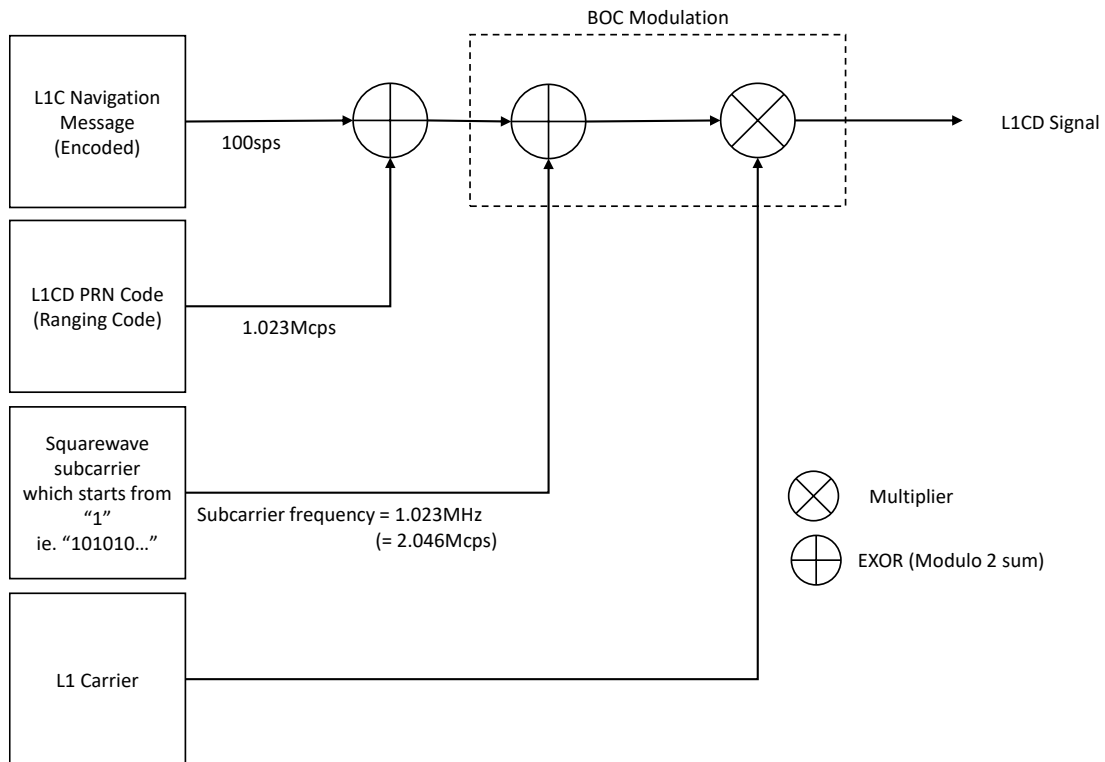 BOC Modulation
L1C Navigation
Message
(Encoded)
100sps
L1CD Signal
L1CD PRN Code
(Ranging Code)
1.023Mcps
Squarewave
subcarrier
which starts from
“1”
ie. “101010...”
Subcarrier frequency = 1.023MHz
(= 2.046Mcps)
Multiplier
EXOR (Modulo 2 sum)
L1 Carrier